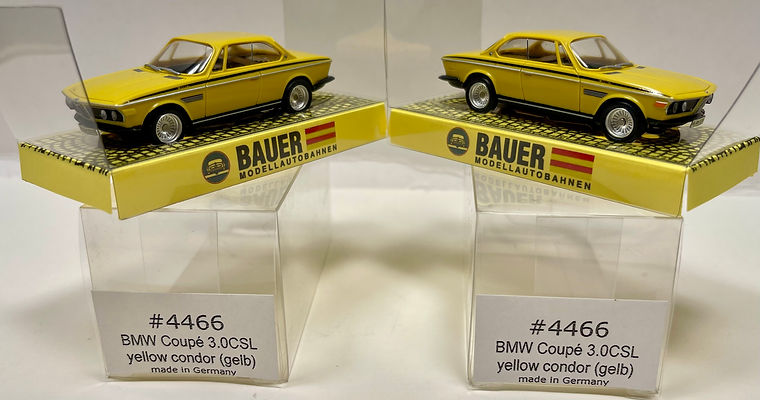 BAUER
MODELLAUTOBAHNEN
BAUER
MODELLAUTOBAHNEN
#4466
BMW Coupé 3.0CSL
yellow condor (gelb)
made in Germany
#4466
BMW Coupé 3.0CSL
yellow condor (gelb)
made in Germany